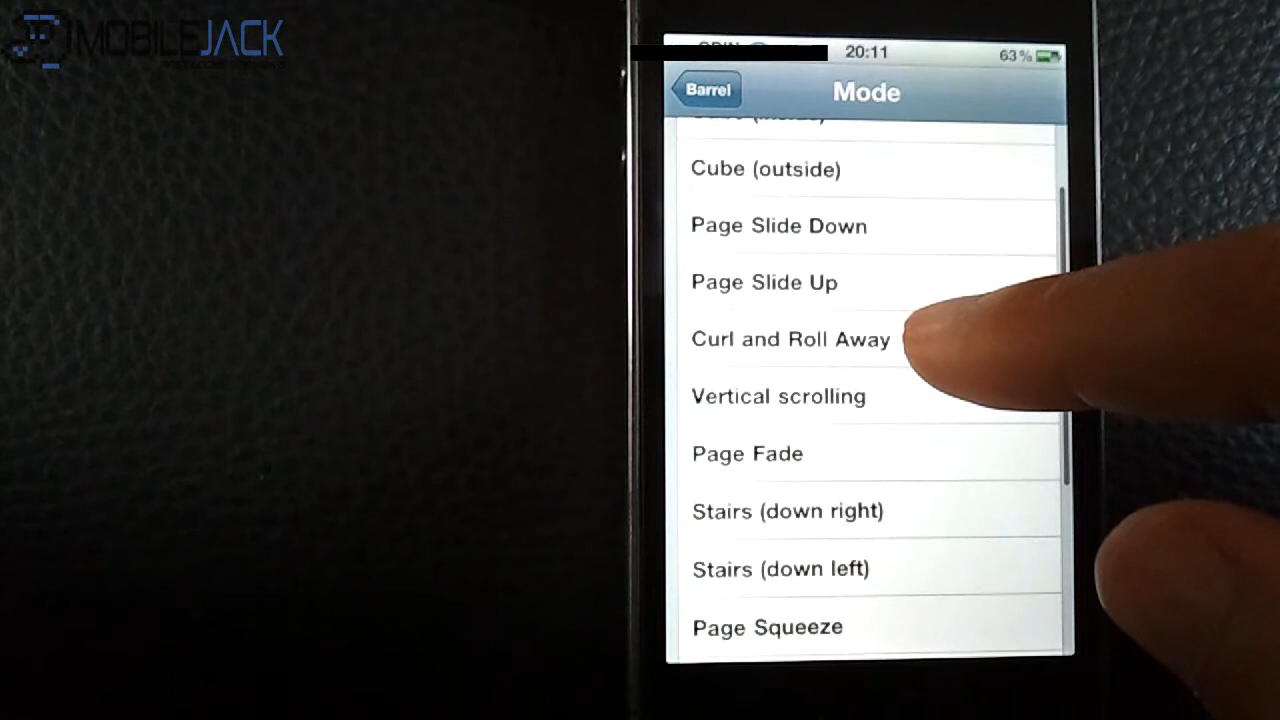 MOBILEJACK
20:11
63%
Barrel
Mode
Cube (outside)
Page Slide Down
Page Slide Up
Curl and Roll Away
Vertical scrolling
Page Fade
Stairs (down right)
Stairs (down left)
Page Squeeze